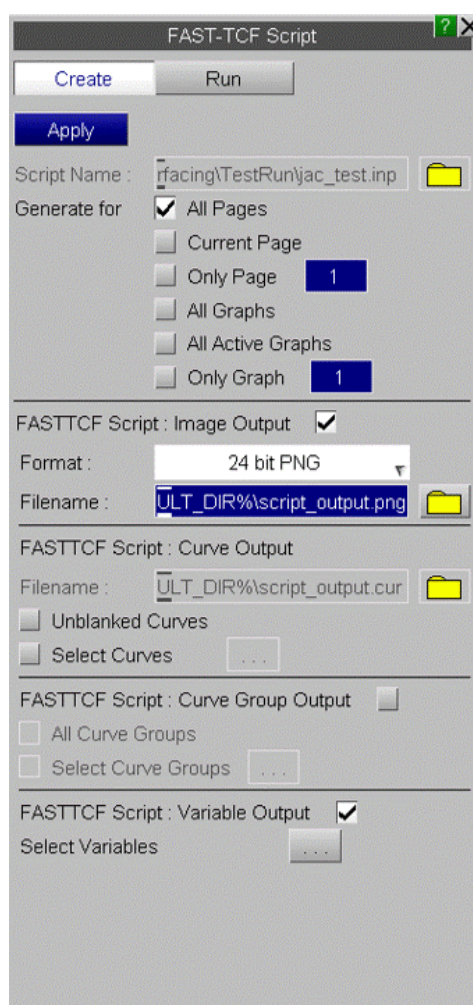 FAST-TCF Script ? X
Create Run
Apply
Script Name : rfacing\TestRun\jac_test.inp
Generate for All Pages
Current Page
Only Page 1
All Graphs
All Active Graphs
Only Graph 1
FASTTCF Script : Image Output
Format : 24 bit PNG
Filename : ULT_DIR%\script_output.png
FASTTCF Script : Curve Output
Filename : ULT_DIR%\script_output.cur
Unblanked Curves
Select Curves ...
FASTTCF Script : Curve Group Output
All Curve Groups
Select Curve Groups ...
FASTTCF Script : Variable Output
Select Variables ...